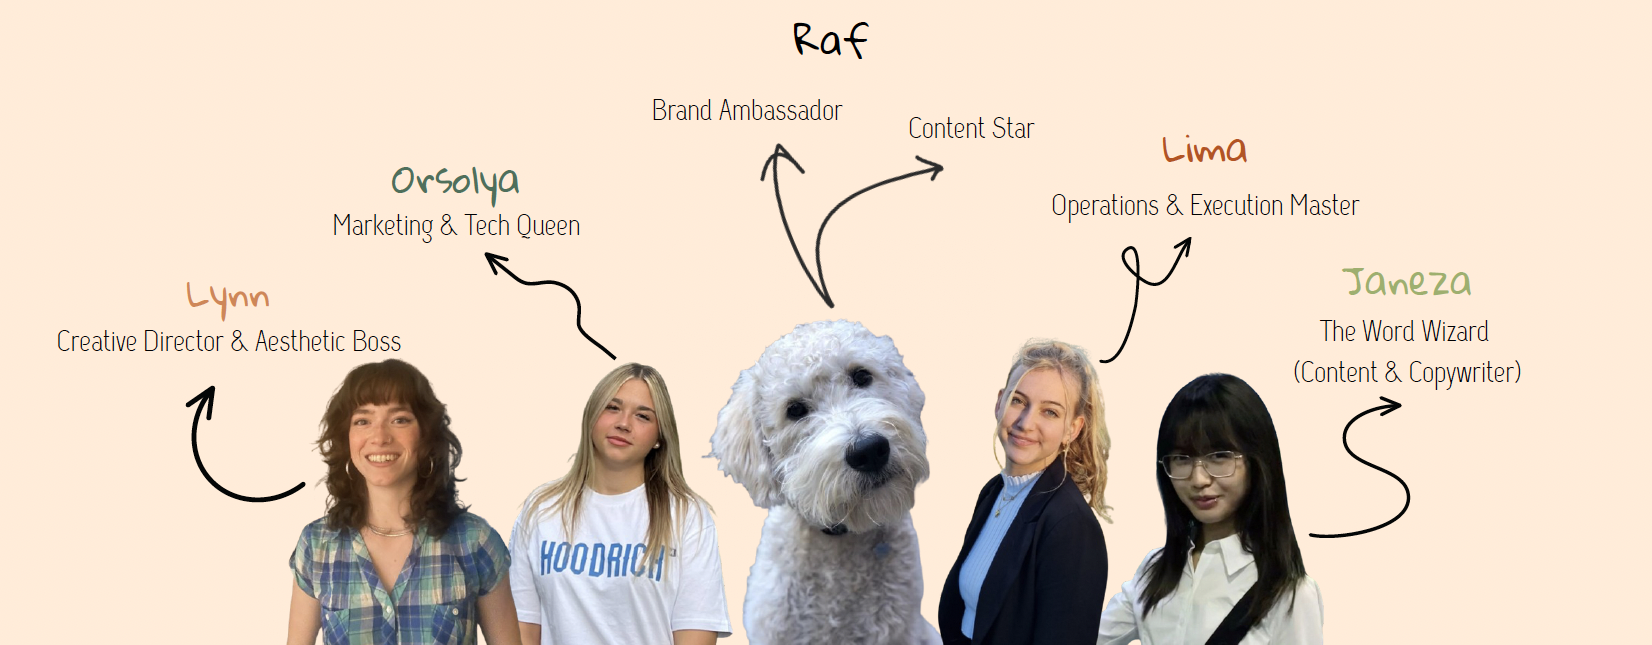 Raf
Brand Ambassador
Content Star
Lima
Operations & Execution Master
Orsolya
Marketing & Tech Queen
Janeza
The Word Wizard
(Content & Copywriter)
Lynn
Creative Director & Aesthetic Boss
HOODRICH